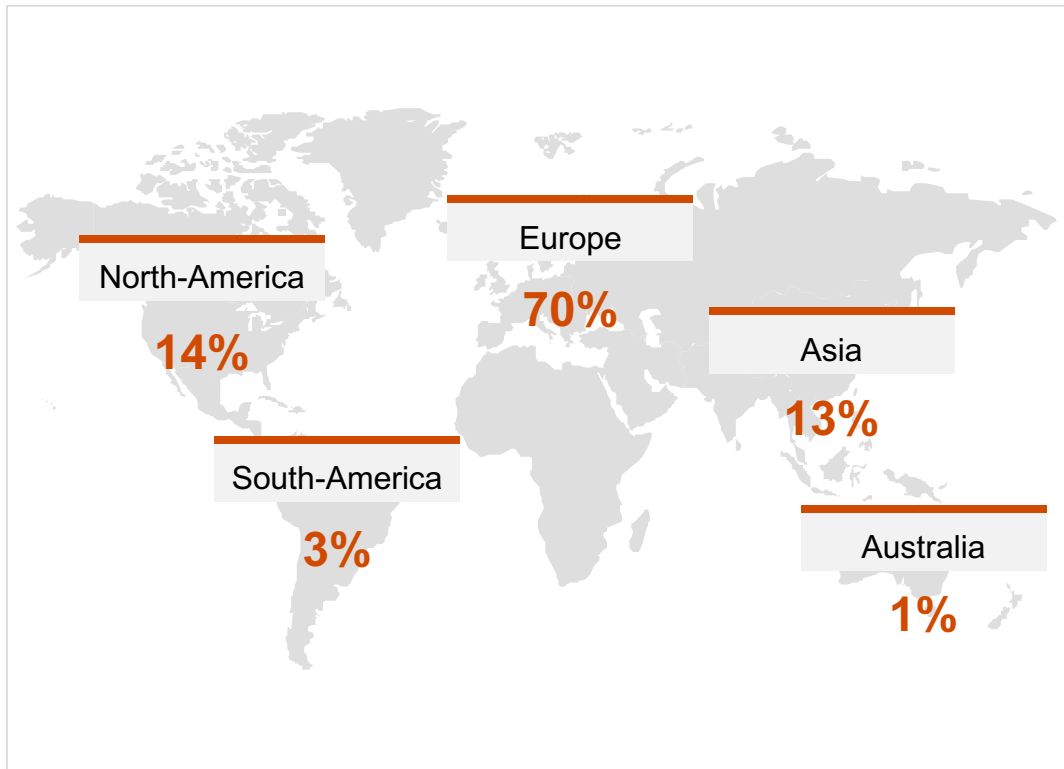 North-America
14%
Europe
70%
Asia
13%
South-America
3%
Australia
1%